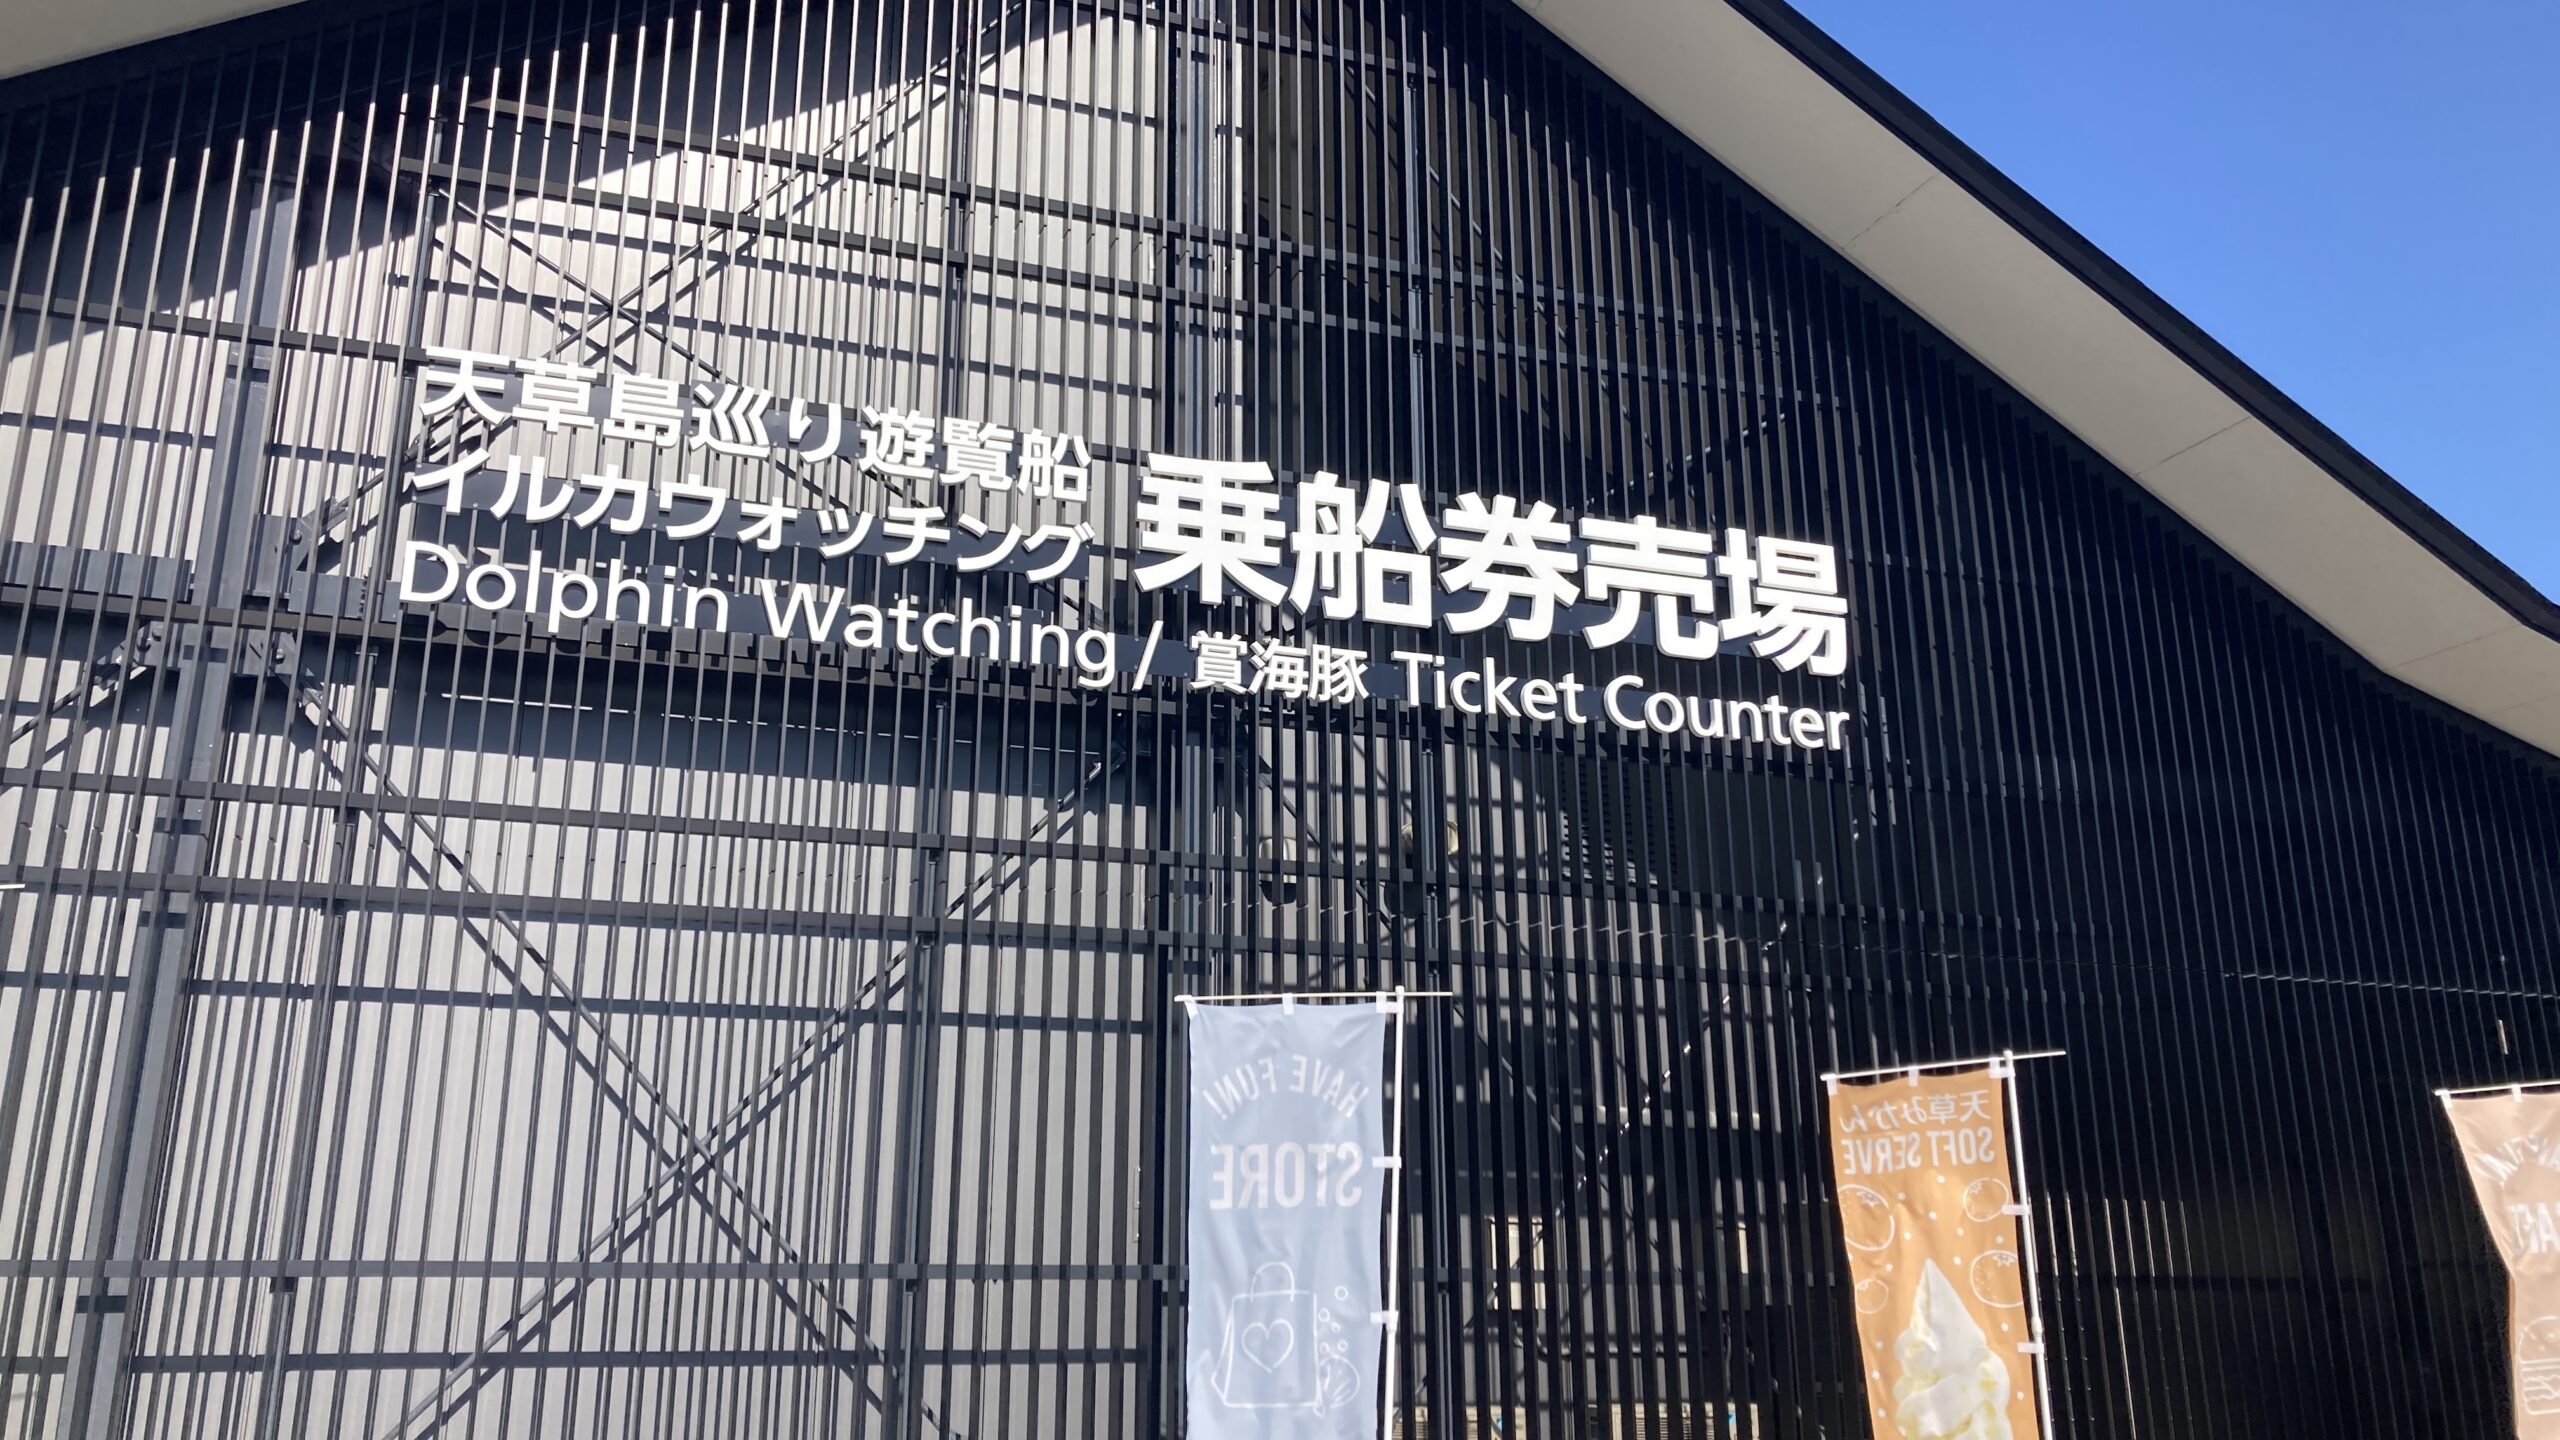 天草島巡り遊覧船
イルカウォッチング
乗船券売場
Dolphin Watching / 賞海豚 Ticket Counter
HAVE FUN!
STORE
天草みかん
SOFT SERVE